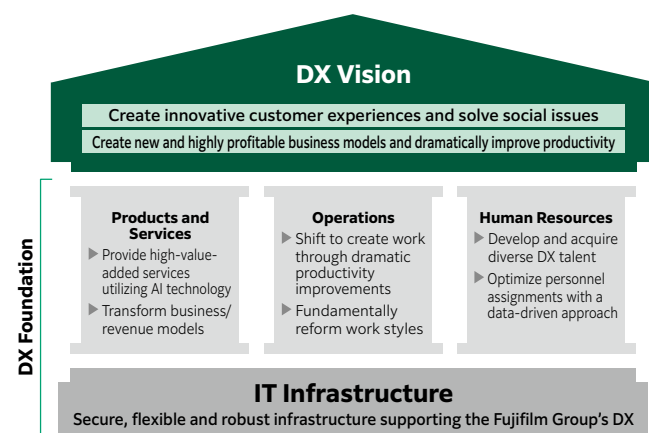 DX Vision
Create innovative customer experiences and solve social issues
Create new and highly profitable business models and dramatically improve productivity
DX Foundation
Products and
Services
▶ Provide high-value-
added services
utilizing AI technology
▶ Transform business/
revenue models
Operations
▶ Shift to create work
through dramatic
productivity
improvements
▶ Fundamentally
reform work styles
Human Resources
▶ Develop and acquire
diverse DX talent
▶ Optimize personnel
assignments with a
data-driven approach
IT Infrastructure
Secure, flexible and robust infrastructure supporting the Fujifilm Group's DX